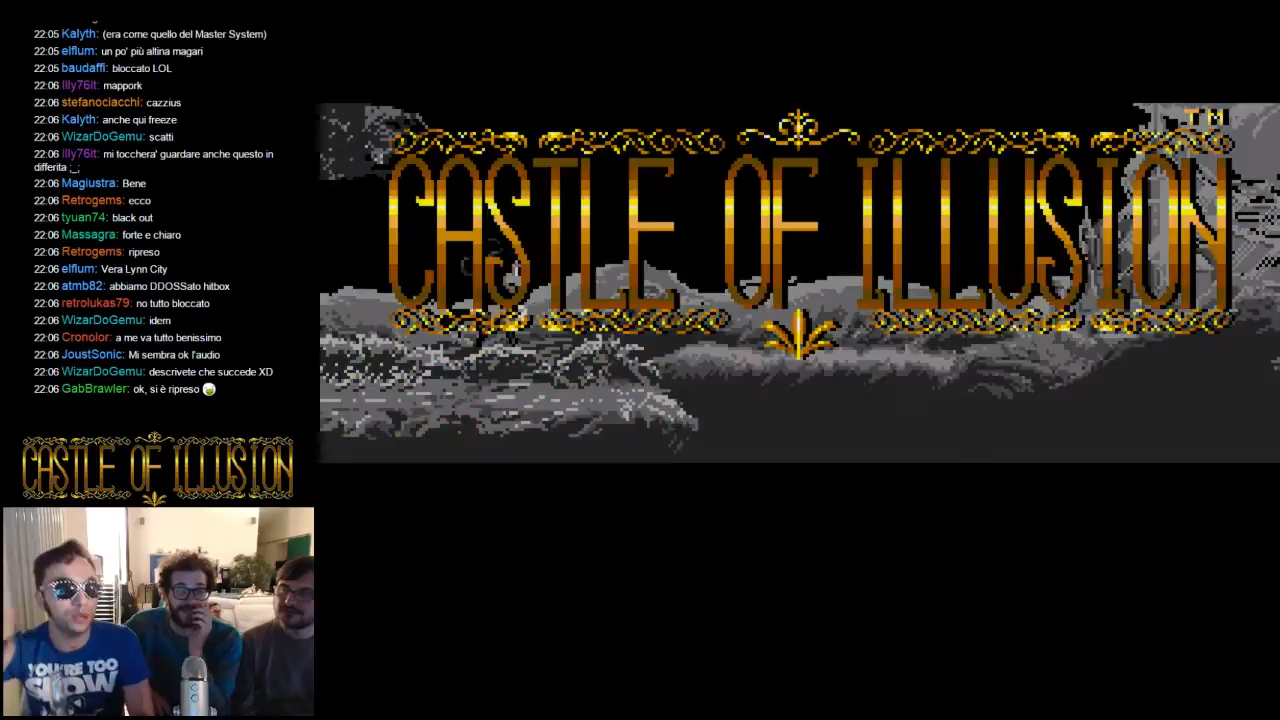 22:05 Kalyth: (era come quello del Master System)
22:05 elflum: un po' più altina magari
22:05 baudaffi: bloccato LOL
22:06 Illy76it: mappork
22:06 stefanociacchi: cazzius
22:06 Kalyth: anche qui freeze
22:06 WizarDoGemu: scatti
22:06 Illy76it: mi tocchera' guardare anche questo in
differita ;_;
22:06 Magiustra: Bene
22:06 Retrogems: ecco
22:06 tyuan74: black out
22:06 Massagra: forte e chiaro
22:06 Retrogems: ripreso
22:06 elflum: Vera Lynn City
22:06 atmb82: abbiamo DDOSSato hitbox
22:06 retrolukas79: no tutto bloccato
22:06 WizarDoGemu: idem
22:06 Cronolor: a me va tutto benissimo
22:06 JoustSonic: Mi sembra ok l'audio
22:06 WizarDoGemu: descrivete che succede XD
22:06 GabBrawler: ok, si è ripreso
TM
CASTLE OF ILLUSION
CASTLE OF ILLUSION
YOU'RE TOO
SHOW